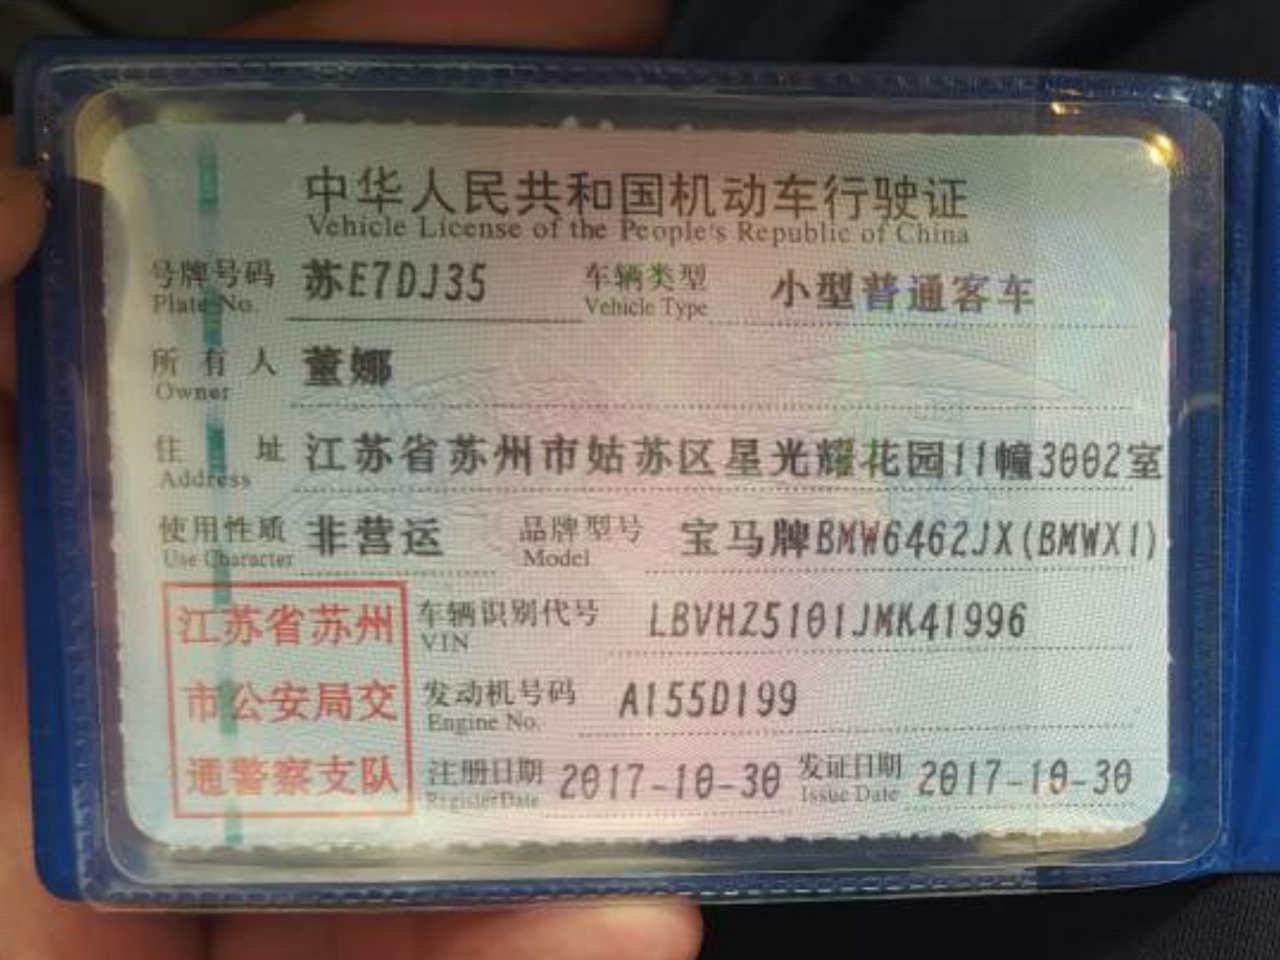 中华人民共和国机动车行驶证
Vehicle License of the People's Republic of China
号牌号码 苏E7DJ35 车辆类型 小型普通客车
Plate No. Vehicle Type
所有人 董娜
Owner
住址 江苏省苏州市姑苏区星光耀花园11幢3002室
Address
使用性质 非营运 品牌型号 宝马牌BMW6462JX(BMWX1)
Use Character Model
江苏省苏州
市公安局交
通警察支队
车辆识别代号 LBVHZ5101JMK41996
VIN
发动机号码 A155D199
Engine No.
注册日期 2017-10-30 发证日期 2017-10-30
Register Date Issue Date